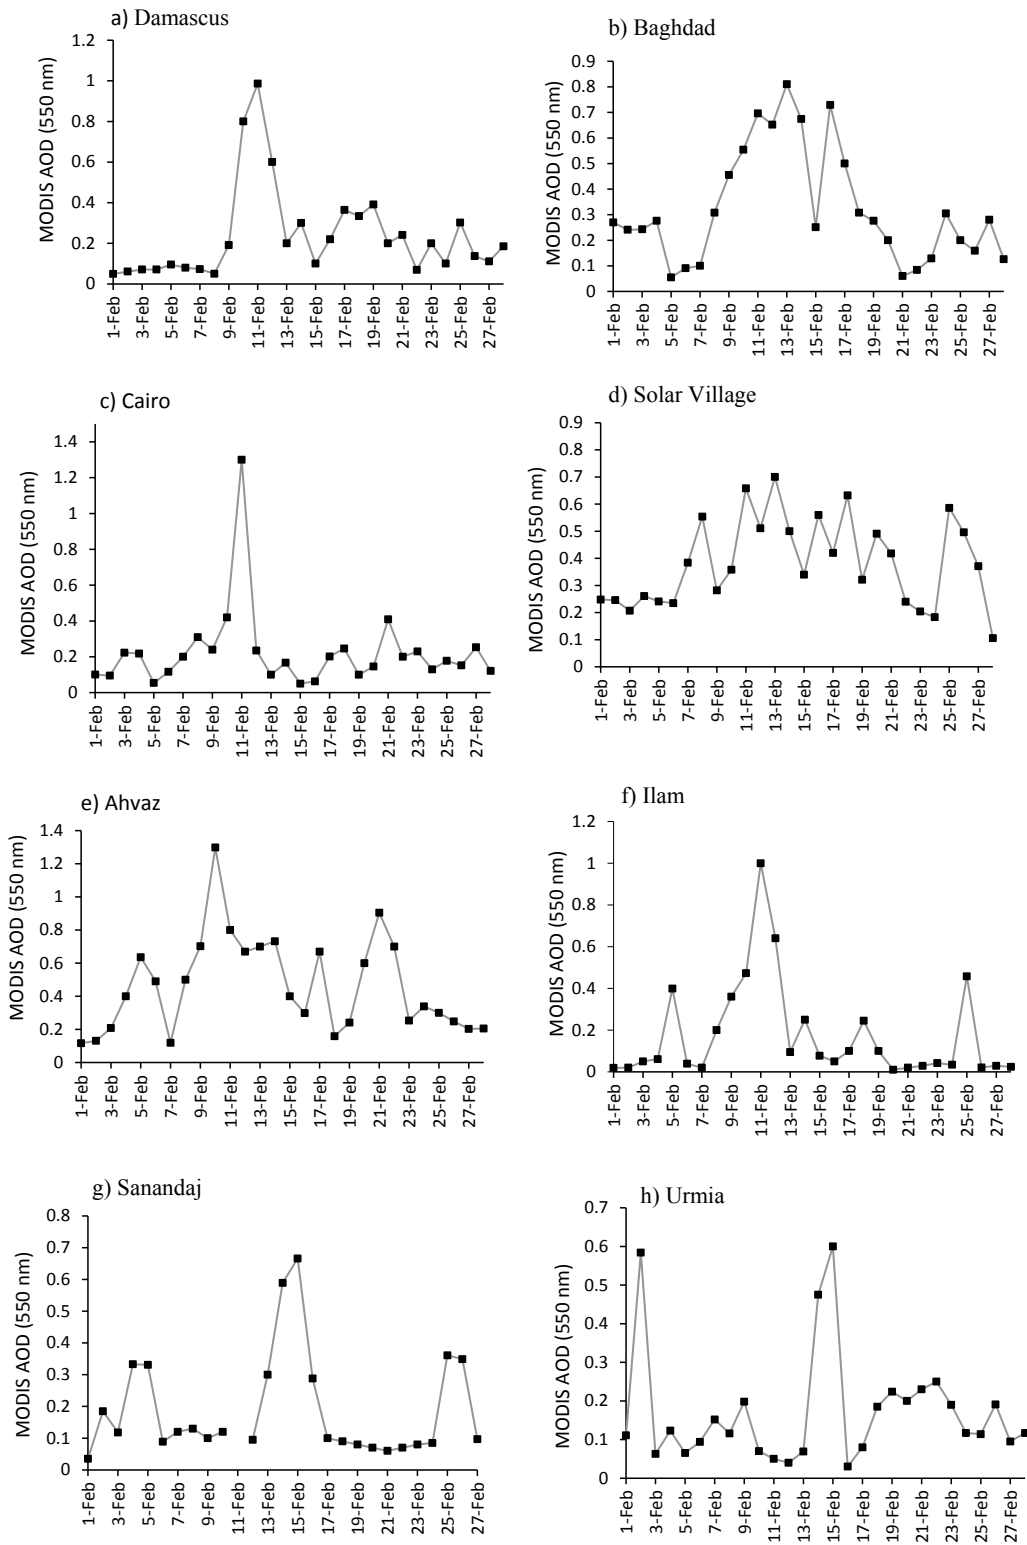 a) Damascus
MODIS AOD (550 nm)
1.2
1
0.8
0.6
0.4
0.2
0
1-Feb
3-Feb
5-Feb
7-Feb
9-Feb
11-Feb
13-Feb
15-Feb
17-Feb
19-Feb
21-Feb
23-Feb
25-Feb
27-Feb
b) Baghdad
MODIS AOD (550 nm)
0.9
0.8
0.7
0.6
0.5
0.4
0.3
0.2
0.1
0
1-Feb
3-Feb
5-Feb
7-Feb
9-Feb
11-Feb
13-Feb
15-Feb
17-Feb
19-Feb
21-Feb
23-Feb
25-Feb
27-Feb
c) Cairo
MODIS AOD (550 nm)
1.4
1.2
1
0.8
0.6
0.4
0.2
0
1-Feb
3-Feb
5-Feb
7-Feb
9-Feb
11-Feb
13-Feb
15-Feb
17-Feb
19-Feb
21-Feb
23-Feb
25-Feb
27-Feb
d) Solar Village
MODIS AOD (550 nm)
0.9
0.8
0.7
0.6
0.5
0.4
0.3
0.2
0.1
0
1-Feb
3-Feb
5-Feb
7-Feb
9-Feb
11-Feb
13-Feb
15-Feb
17-Feb
19-Feb
21-Feb
23-Feb
25-Feb
27-Feb
e) Ahvaz
MODIS AOD (550 nm)
1.4
1.2
1
0.8
0.6
0.4
0.2
0
1-Feb
3-Feb
5-Feb
7-Feb
9-Feb
11-Feb
13-Feb
15-Feb
17-Feb
19-Feb
21-Feb
23-Feb
25-Feb
27-Feb
f) Ilam
MODIS AOD (550 nm)
1.2
1
0.8
0.6
0.4
0.2
0
1-Feb
3-Feb
5-Feb
7-Feb
9-Feb
11-Feb
13-Feb
15-Feb
17-Feb
19-Feb
21-Feb
23-Feb
25-Feb
27-Feb
g) Sanandaj
MODIS AOD (550 nm)
0.8
0.7
0.6
0.5
0.4
0.3
0.2
0.1
0
1-Feb
3-Feb
5-Feb
7-Feb
9-Feb
11-Feb
13-Feb
15-Feb
17-Feb
19-Feb
21-Feb
23-Feb
25-Feb
27-Feb
h) Urmia
MODIS AOD (550 nm)
0.7
0.6
0.5
0.4
0.3
0.2
0.1
0
1-Feb
3-Feb
5-Feb
7-Feb
9-Feb
11-Feb
13-Feb
15-Feb
17-Feb
19-Feb
21-Feb
23-Feb
25-Feb
27-Feb